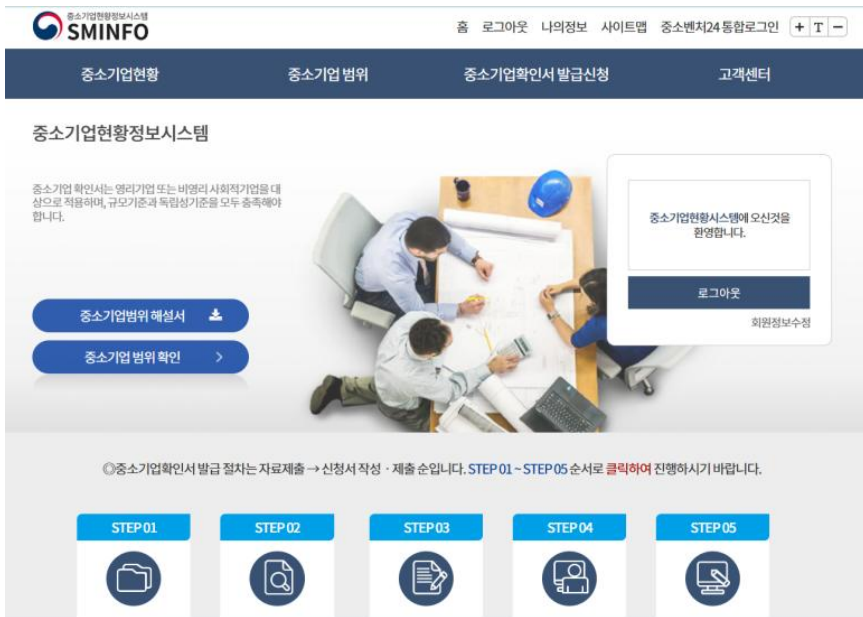 중소기업현황정보시스템
SMINFO
홈 로그아웃 나의정보 사이트맵 중소벤처24 통합로그인 + T -
중소기업현황 중소기업 범위 중소기업확인서 발급신청 고객센터
중소기업현황정보시스템
중소기업 확인서는 영리기업 또는 비영리 사회적기업을 대
상으로 적용하며, 규모기준과 독립성기준을 모두 충족해야
합니다.
중소기업현황시스템에 오신것을
환영합니다.
로그아웃
회원정보수정
중소기업범위 해설서
중소기업 범위 확인 >
◎중소기업확인서 발급 절차는 자료제출 → 신청서 작성 · 제출 순입니다. STEP 01 ~ STEP 05 순서로 클릭하여 진행하시기 바랍니다.
STEP 01 STEP 02 STEP 03 STEP 04 STEP 05